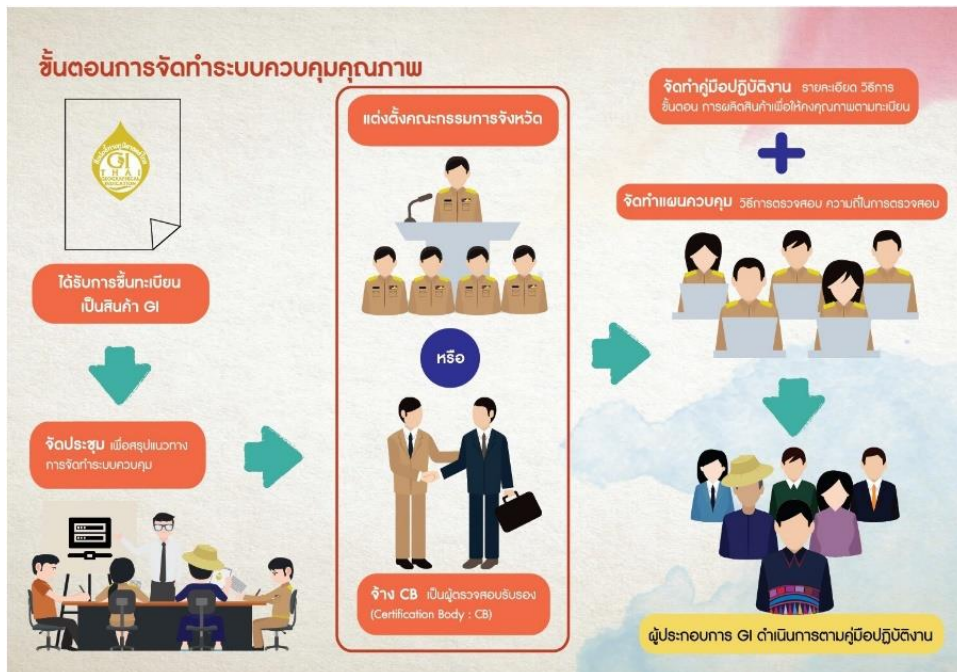 ขั้นตอนการจัดทำระบบควบคุมคุณภาพ
GI
THAI
GEOGRAPHICAL
INDICATION
ได้รับการขึ้นทะเบียน
เป็นสินค้า GI
จัดประชุม เพื่อสรุปแนวทาง
การจัดทำระบบควบคุม
แต่งตั้งคณะกรรมการจังหวัด
หรือ
จ้าง CB เป็นผู้ตรวจสอบรับรอง
(Certification Body : CB)
จัดทำคู่มือปฏิบัติงาน รายละเอียด วิธีการ
ขั้นตอน การผลิตสินค้าเพื่อให้คงคุณภาพตามทะเบียน
จัดทำแผนควบคุม วิธีการตรวจสอบ ความถี่ในการตรวจสอบ
ผู้ประกอบการ GI ดำเนินการตามคู่มือปฏิบัติงาน